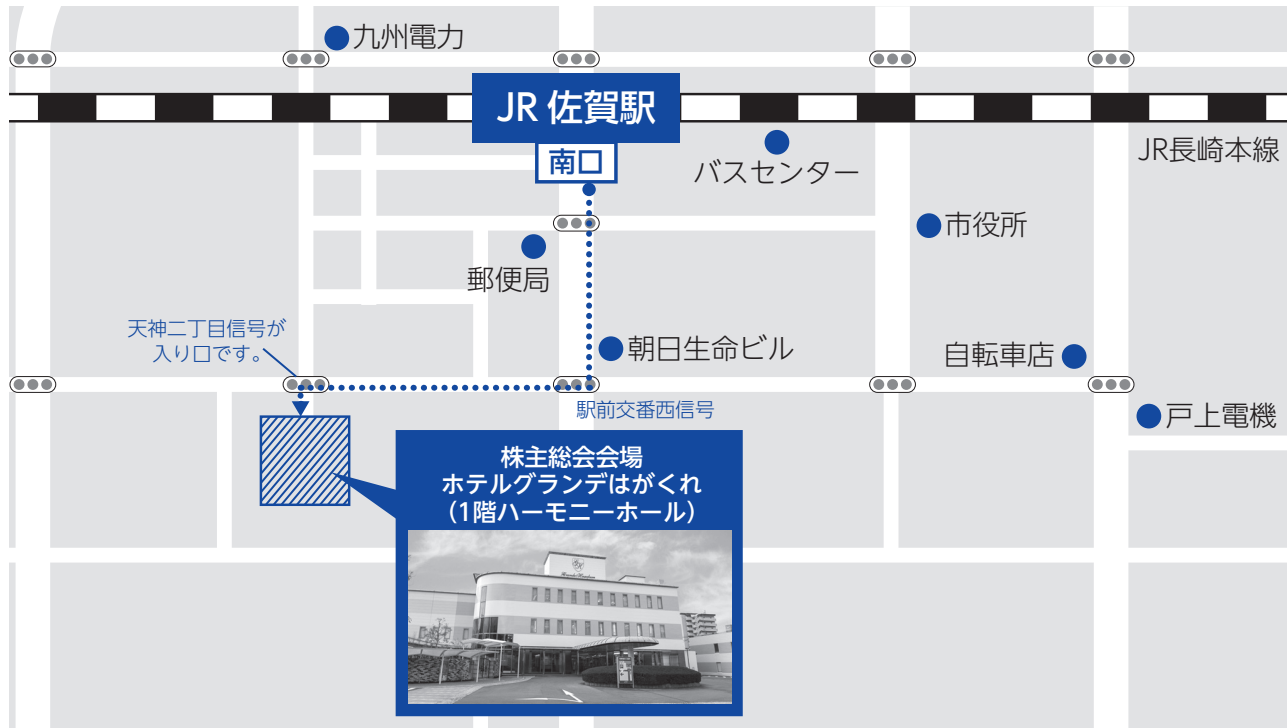 九州電力
JR 佐賀駅
南口
バスセンター
JR長崎本線
市役所
郵便局
天神二丁目信号が
入り口です。
朝日生命ビル
自転車店
駅前交番西信号
戸上電機
株主総会会場
ホテルグランデはがくれ
（1階ハーモニーホール）